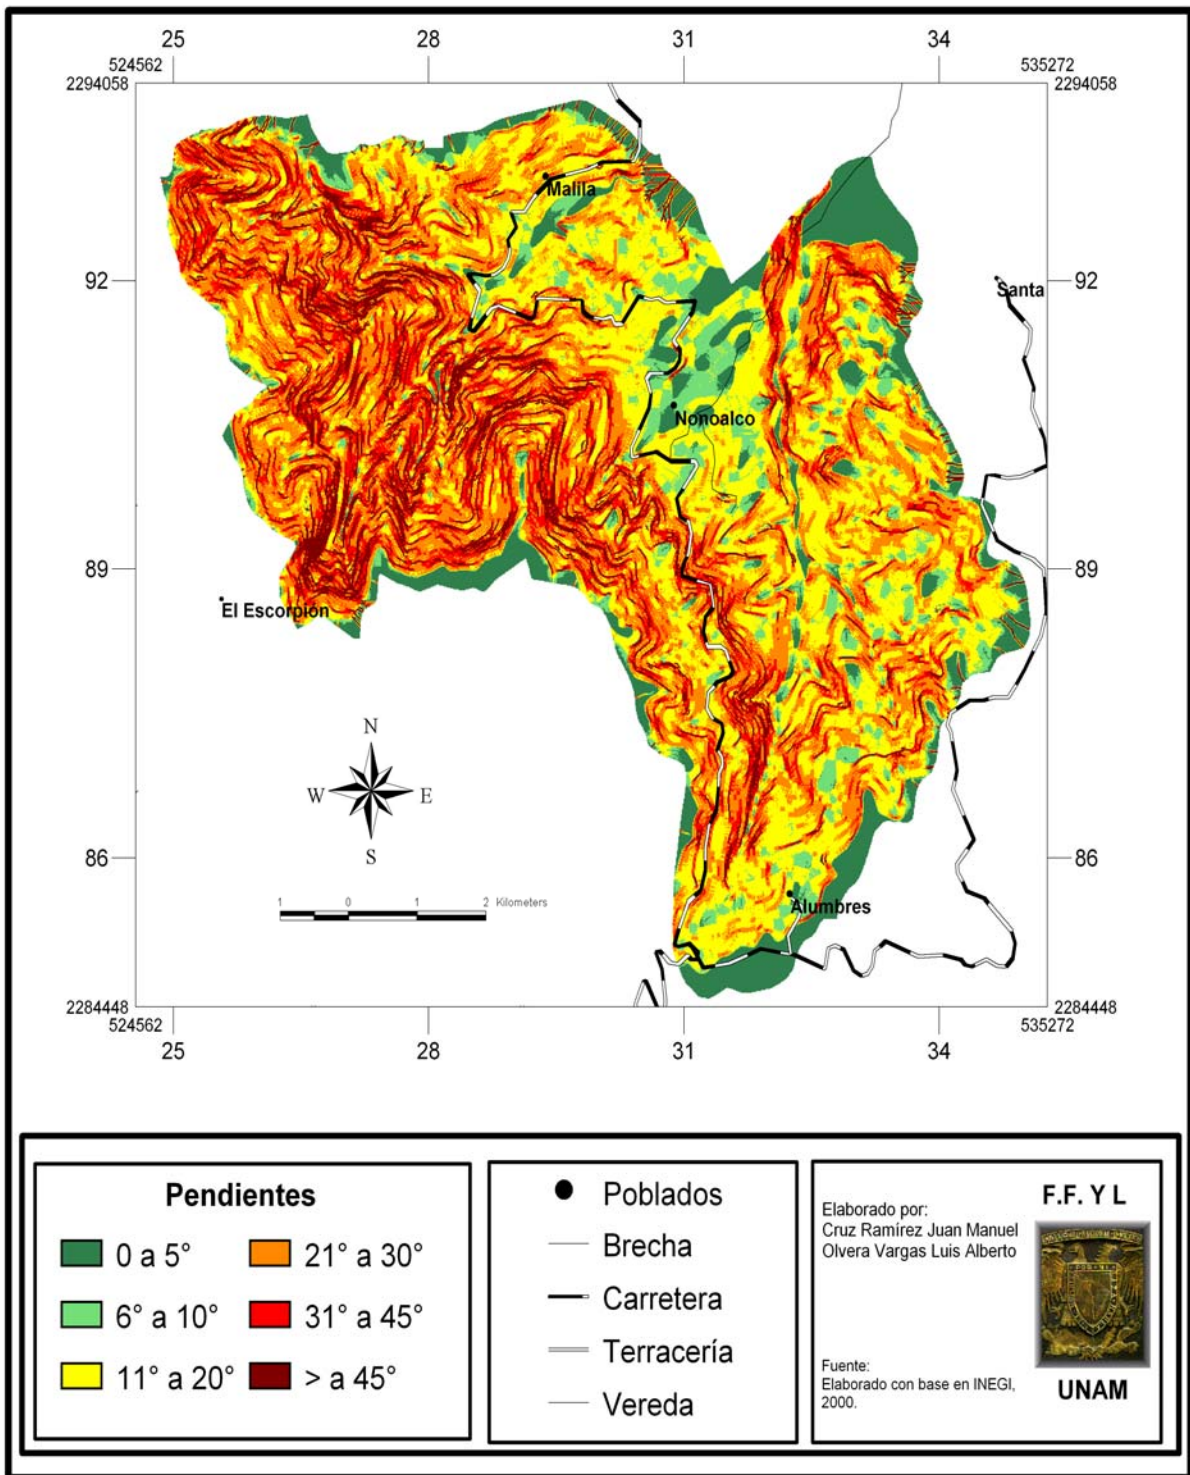 25 28 31 34
524562 535272
2294058 2294058
Malila
92 92
Santa
Nonoalco
89 89
El Escorpión
N
W E
S
86 86
1 0 1 2 Kilometers
Alumbres
2284448 2284448
524562 535272
25 28 31 34
Pendientes
0 a 5°
6° a 10°
11° a 20°
21° a 30°
31° a 45°
> a 45°
Poblados
Brecha
Carretera
Terracería
Vereda
F.F. Y L
Elaborado por:
Cruz Ramírez Juan Manuel
Olvera Vargas Luis Alberto
Fuente:
Elaborado con base en INEGI,
2000.
UNAM